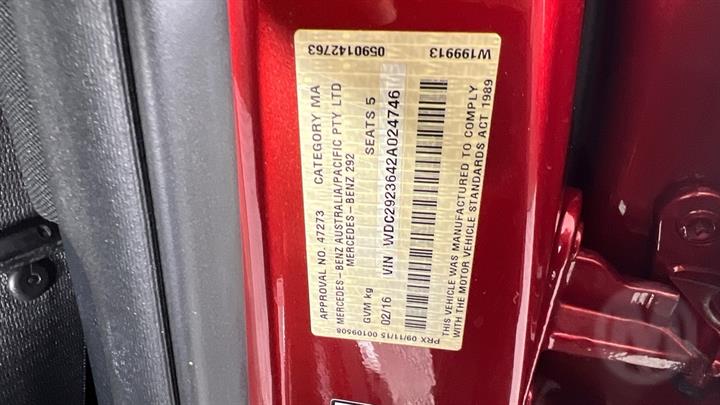 APPROVAL NO. 47273 CATEGORY MA 0590142763
MERCEDES-BENZ AUSTRALIA/PACIFIC PTY LTD
MERCEDES-BENZ 292
GVM kg SEATS 5
02/16 VIN WDC2923642A024746
THIS VEHICLE WAS MANUFACTURED TO COMPLY
WITH THE MOTOR VEHICLE STANDARDS ACT 1989
PRX 09/11/15 001099508 W199913